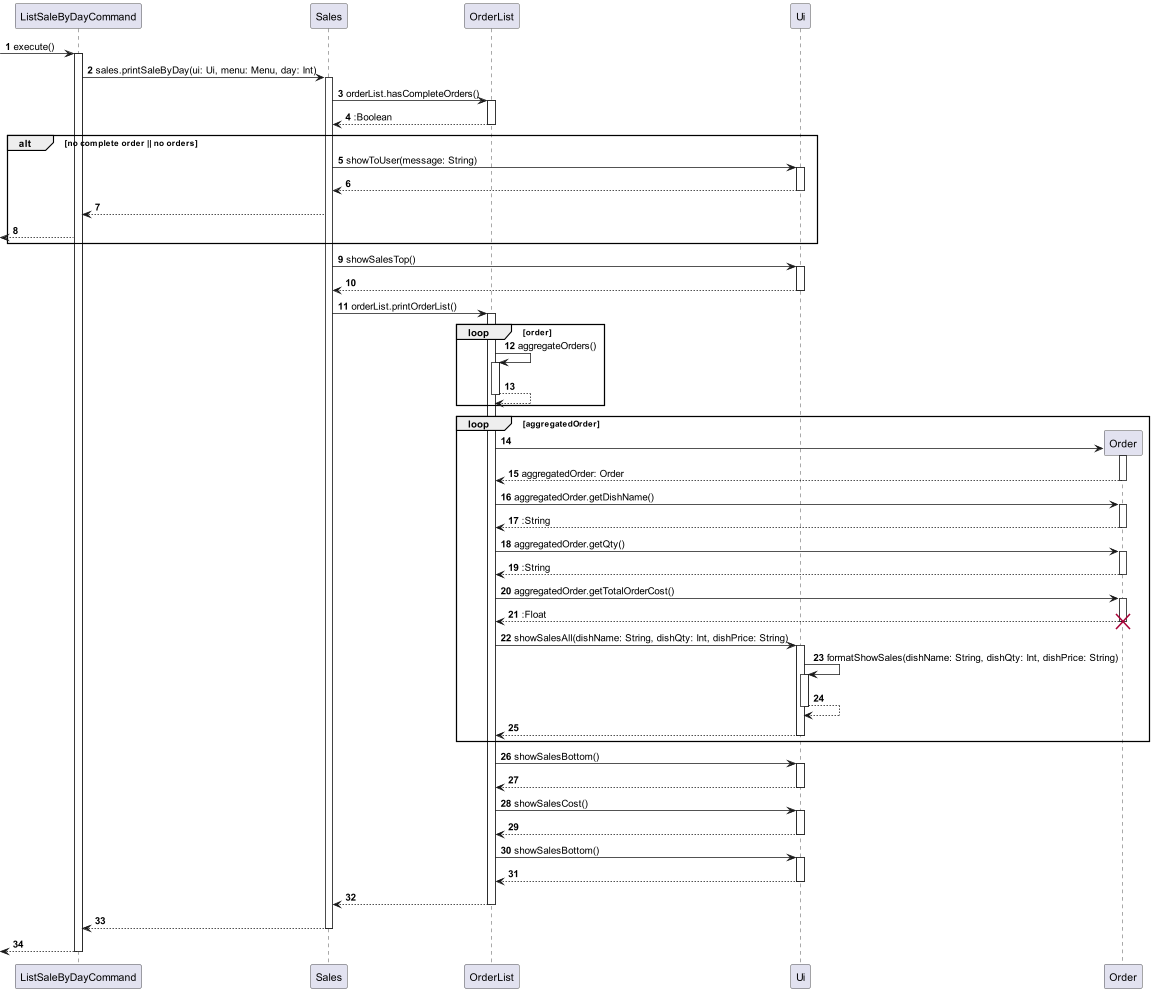 ListSaleByDayCommand Sales OrderList Ui
1 execute()
2 sales.printSaleByDay(ui: Ui, menu: Menu, day: Int)
3 orderList.hasCompleteOrders()
4 :Boolean
alt [no complete order || no orders]
5 showToUser(message: String)
6
7
8
9 showSalesTop()
10
11 orderList.printOrderList()
loop [order]
12 aggregateOrders()
13
loop [aggregatedOrder]
14 Order
15 aggregatedOrder: Order
16 aggregatedOrder.getDishName()
17 :String
18 aggregatedOrder.getQty()
19 :String
20 aggregatedOrder.getTotalOrderCost()
21 :Float
22 showSalesAll(dishName: String, dishQty: Int, dishPrice: String)
23 formatShowSales(dishName: String, dishQty: Int, dishPrice: String)
24
25
26 showSalesBottom()
27
28 showSalesCost()
29
30 showSalesBottom()
31
32
33
34
ListSaleByDayCommand Sales OrderList Ui Order